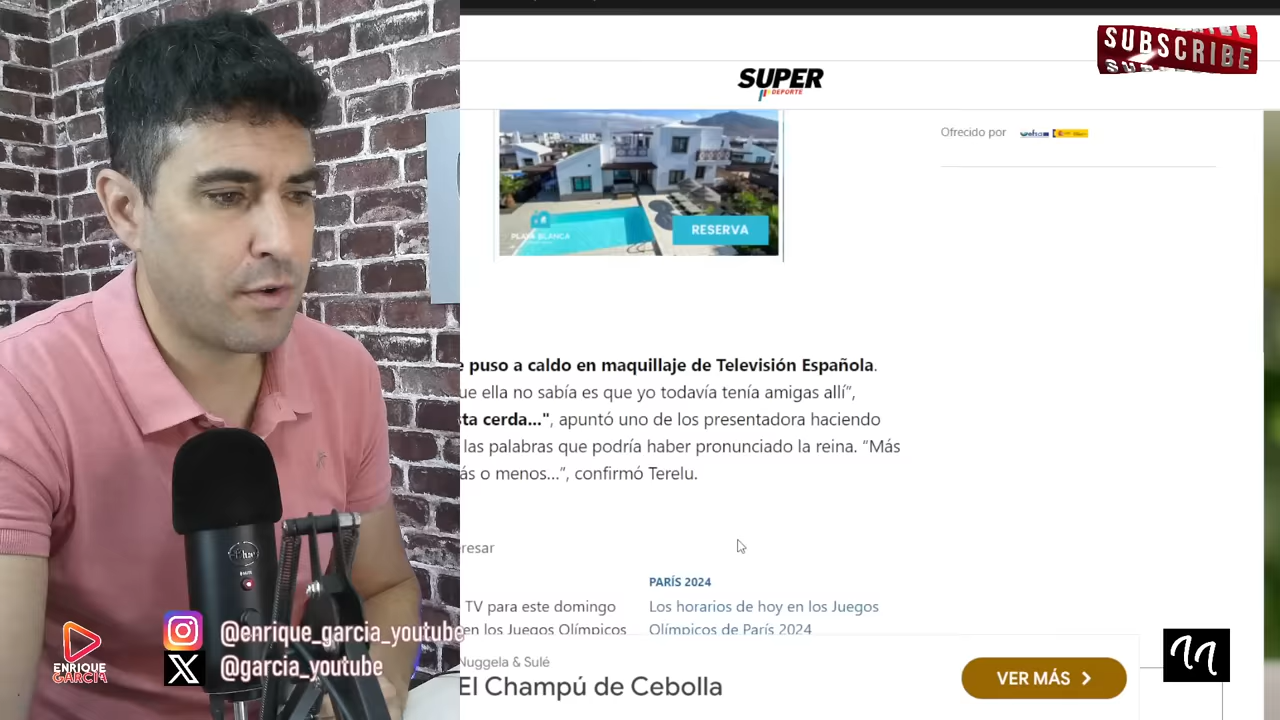 SUBSCRIBE
SUPER
DEPORTE
Ofrecido por
PLAYA BLANCA
RESERVA
e puso a caldo en maquillaje de Televisión Española.
ue ella no sabía es que yo todavía tenía amigas allí”,
sta cerda...", apuntó uno de los presentadora haciendo
las palabras que podría haber pronunciado la reina. “Más
ás o menos...”, confirmó Terelu.
resar
PARÍS 2024
TV para este domingo
Los horarios de hoy en los Juegos
en los Juegos Olímpicos
Olímpicos de París 2024
@enrique_garcia_youtube
@garcia_youtube
ENRIQUE
GARCIA
Nuggela & Sulé
El Champú de Cebolla
VER MÁS